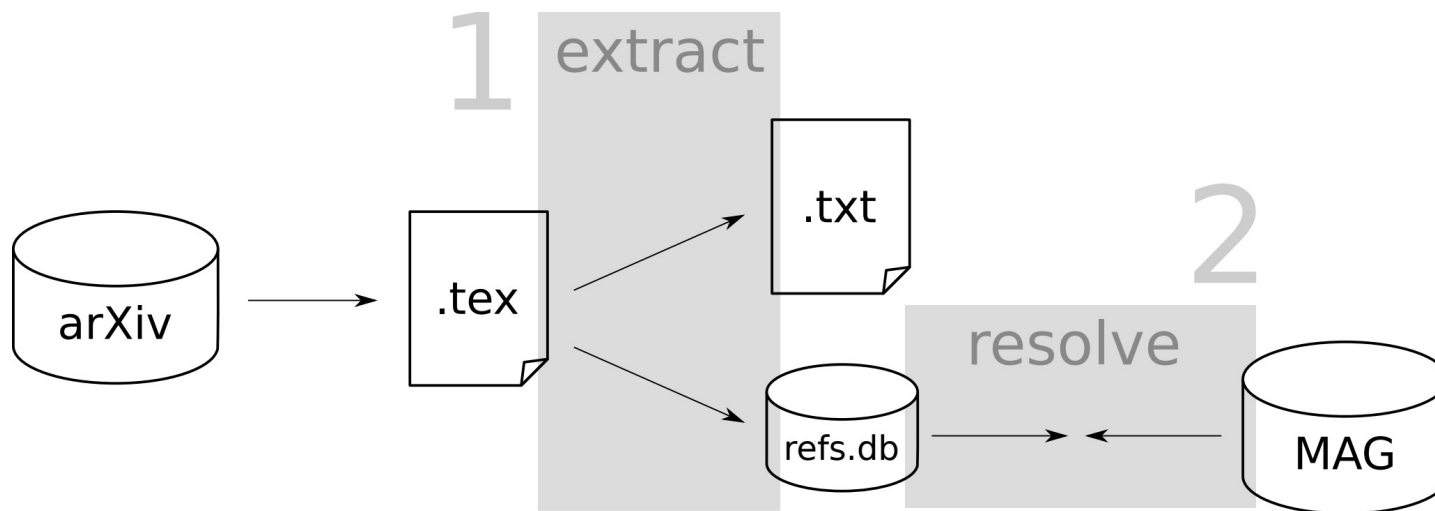 1
extract
.txt
2
arXiv
.tex
resolve
refs.db
MAG